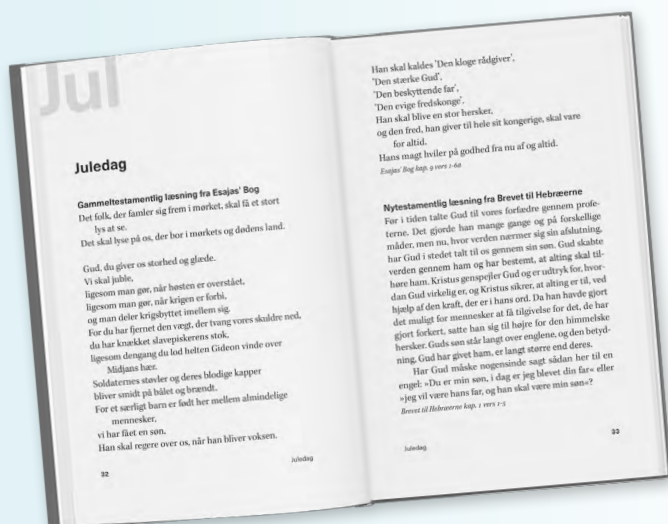 Jul
Juledag
Gammeltestamentlig læsning fra Esajas' Bog
Det folk, der famler sig frem i mørket, skal få et stort
lys at se.
Det skal lyse på os, der bor i mørkets og dødens land.
Gud, du giver os storhed og glæde.
Vi skal juble,
ligesom man gør, når høsten er overstået,
ligesom man gør, når krigen er forbi,
og man deler krigsbyttet imellem sig.
For du har fjernet den vægt, der tvang vores skuldre ned,
du har knækket slavepiskerens stok,
ligesom dengang du lod helten Gideon vinde over
Midjans hær.
Soldaternes støvler og deres blodige kapper
bliver smidt på bålet og brændt.
For et særligt barn er født her mellem almindelige
mennesker,
vi har fået en søn.
Han skal regere over os, når han bliver voksen.
32
Juledag
Han skal kaldes 'Den kloge rådgiver',
'Den stærke Gud',
'Den beskyttende far',
'Den evige fredskonge'.
Han skal blive en stor hersker,
og den fred, han giver til hele sit kongerige, skal vare
for altid.
Hans magt hviler på godhed fra nu af og altid.
Esajas' Bog kap. 9 vers 1-6a
Nytestamentlig læsning fra Brevet til Hebræerne
Før i tiden talte Gud til vores forfædre gennem profe-
terne. Det gjorde han mange gange og på forskellige
måder, men nu, hvor verden nærmer sig sin afslutning,
har Gud i stedet talt til os gennem sin søn. Gud skabte
verden gennem ham og har bestemt, at alting skal til-
høre ham. Kristus genspejler Gud og er udtryk for, hvor-
dan Gud virkelig er, og Kristus sikrer, at alting er til, ved
hjælp af den kraft, der er i hans ord. Da han havde gjort
det muligt for mennesker at få tilgivelse for det, de har
gjort forkert, satte han sig til højre for den himmelske
hersker. Guds søn står langt over englene, og den betyd-
ning, Gud har givet ham, er langt større end deres.
Har Gud måske nogensinde sagt sådan her til en
engel: »Du er min søn, i dag er jeg blevet din far« eller
»jeg vil være hans far, og han skal være min søn«?
Brevet til Hebræerne kap. 1 vers 1-5
Juledag
33